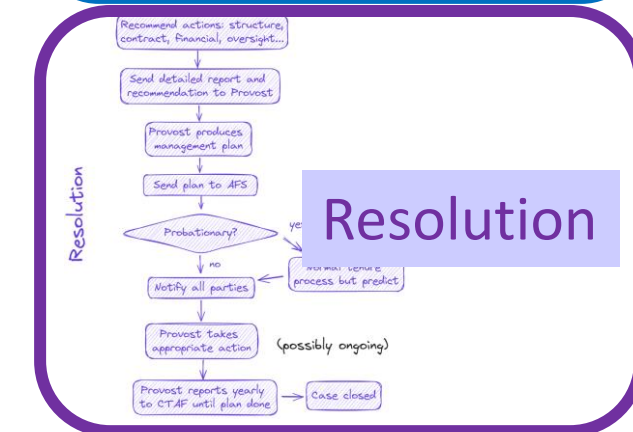 Recommend actions: structure,
contract, financial, oversight...
Send detailed report and
recommendation to Provost
Provost produces
management plan
Send plan to AFS
Resolution
Resolution
Probationary?
no
Notify all parties
process but predict
Provost takes
appropriate action
(possibly ongoing)
Provost reports yearly
to CTAF until plan done
Case closed